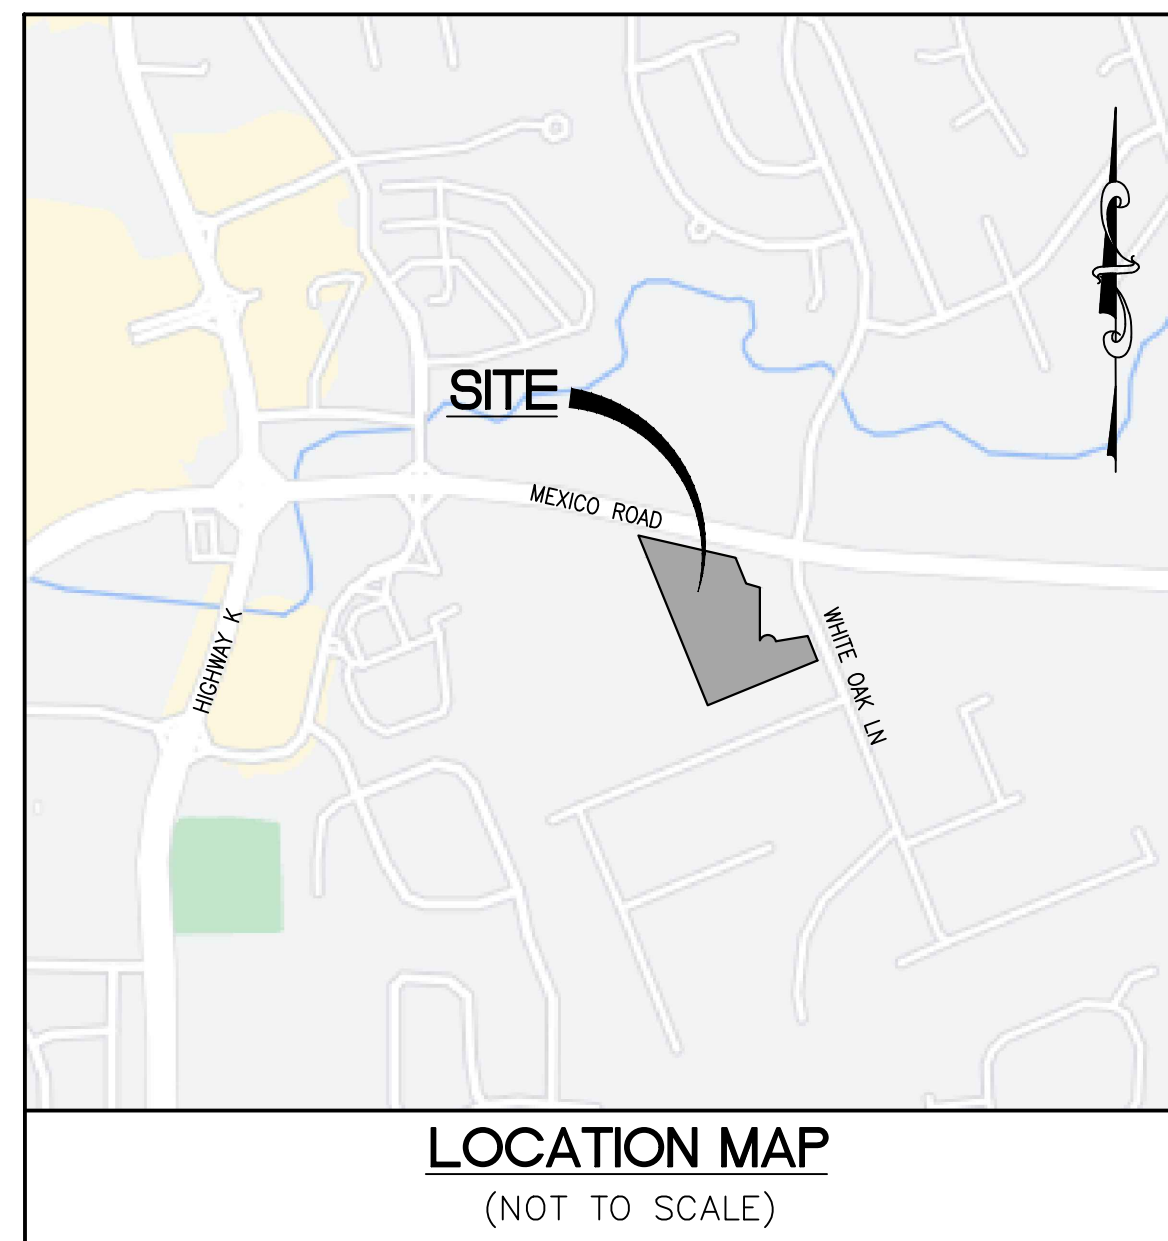 SITE
MEXICO ROAD
HIGHWAY K
WHITE OAK LN
LOCATION MAP
(NOT TO SCALE)